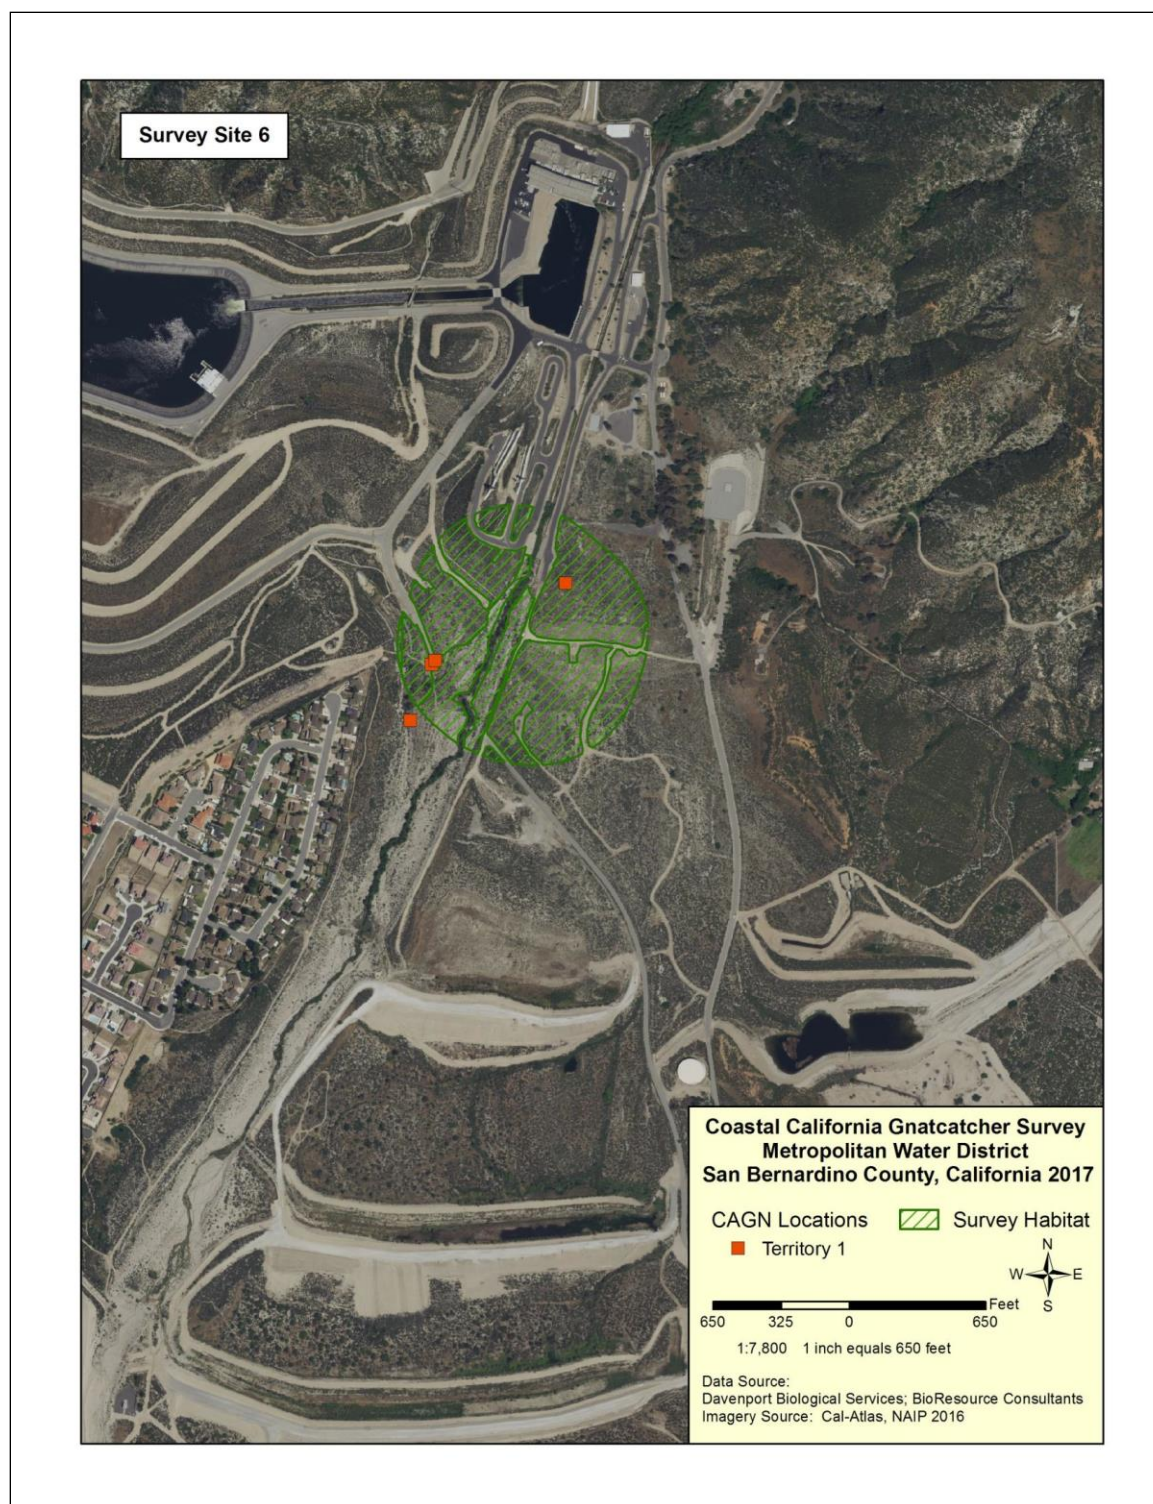 Survey Site 6
Coastal California Gnatcatcher Survey
Metropolitan Water District
San Bernardino County, California 2017
CAGN Locations
Survey Habitat
Territory 1
N
W E
S
Feet
650 325 0 650
1:7,800 1 inch equals 650 feet
Data Source:
Davenport Biological Services; BioResource Consultants
Imagery Source: Cal-Atlas, NAIP 2016